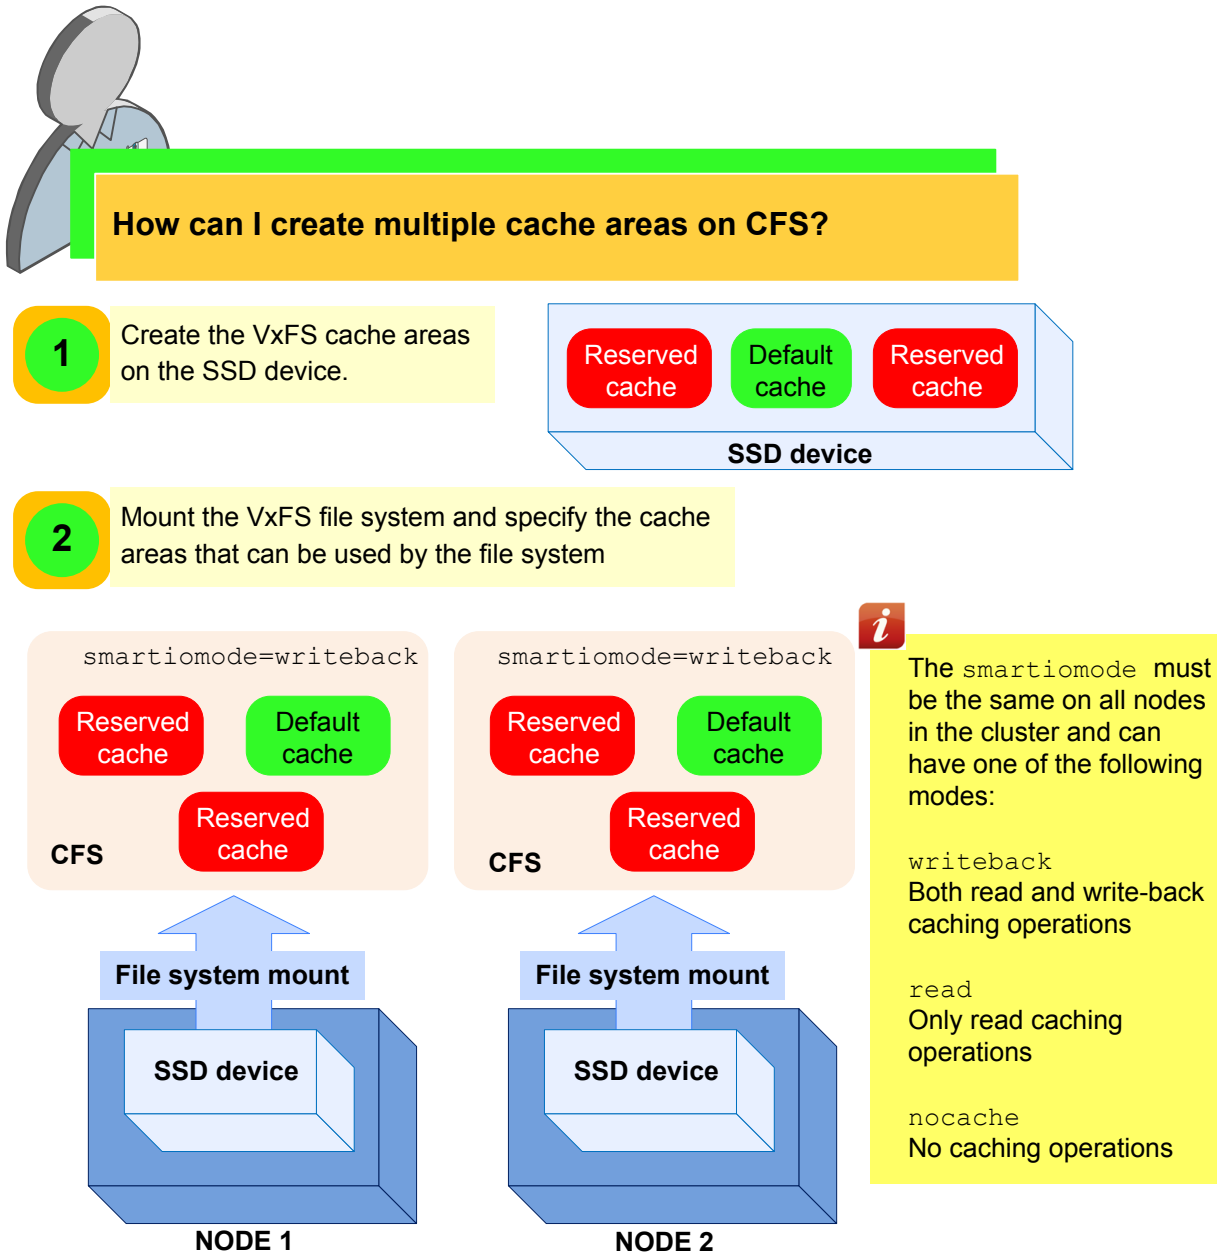 How can I create multiple cache areas on CFS?
1
Create the VxFS cache areas
on the SSD device.
Reserved
cache
Default
cache
Reserved
cache
SSD device
2
Mount the VxFS file system and specify the cache
areas that can be used by the file system
smartiomode=writeback
Reserved
cache
Default
cache
Reserved
cache
CFS
File system mount
SSD device
NODE 1
smartiomode=writeback
Reserved
cache
Default
cache
Reserved
cache
CFS
File system mount
SSD device
NODE 2
i
The smartiomode must
be the same on all nodes
in the cluster and can
have one of the following
modes:
writeback
Both read and write-back
caching operations
read
Only read caching
operations
nocache
No caching operations